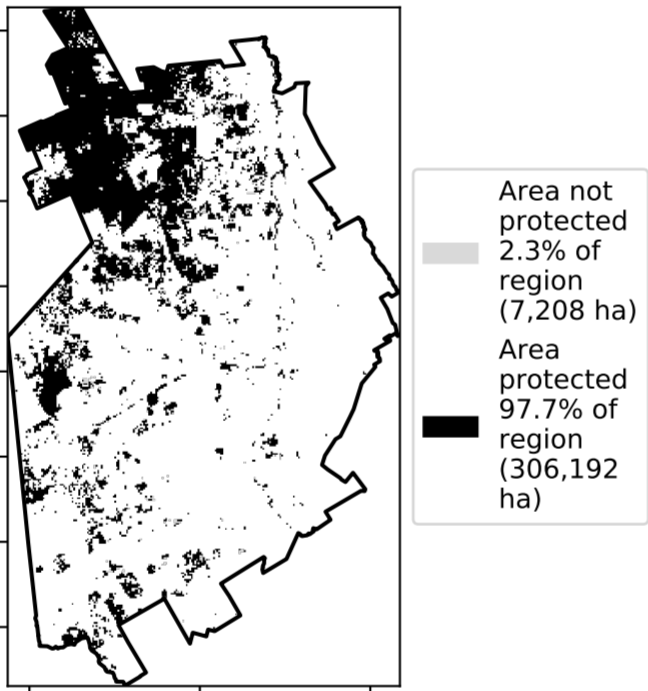 Area not
protected
2.3% of
region
(7,208 ha)
Area
protected
97.7% of
region
(306,192
ha)